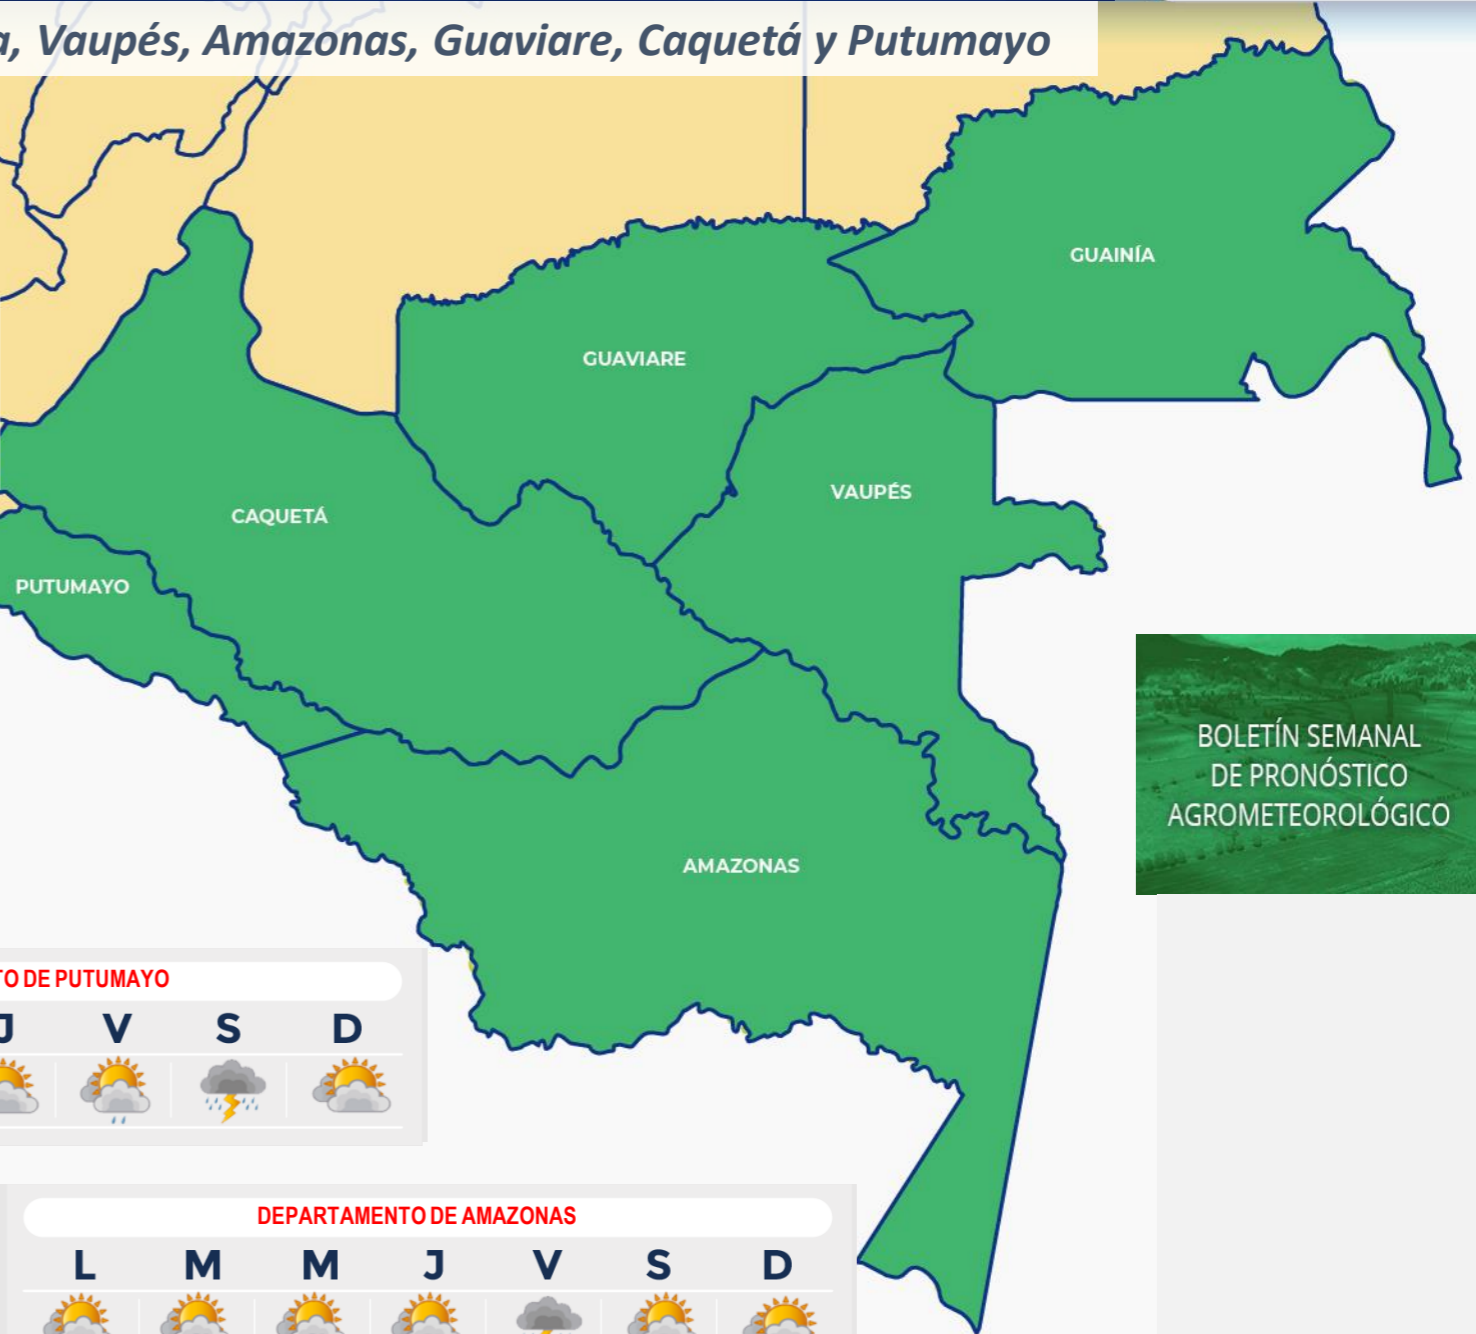 a, Vaupés, Amazonas, Guaviare, Caquetá y Putumayo
GUAINÍA
GUAVIARE
VAUPÉS
CAQUETÁ
PUTUMAYO
BOLETÍN SEMANAL
DE PRONÓSTICO
AGROMETEOROLÓGICO
AMAZONAS
TO DE PUTUMAYO
J V S D
DEPARTAMENTO DE AMAZONAS
L M M J V S D